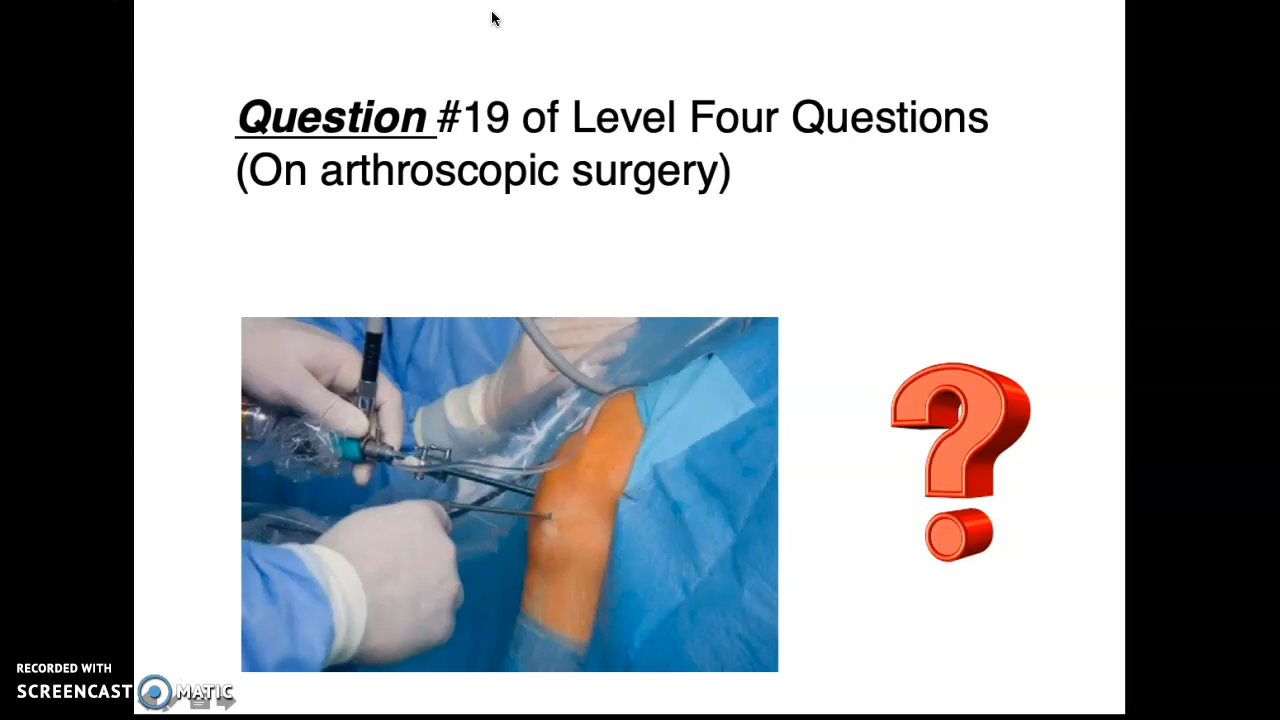 Question #19 of Level Four Questions
(On arthroscopic surgery)
RECORDED WITH
SCREENCAST MATIC